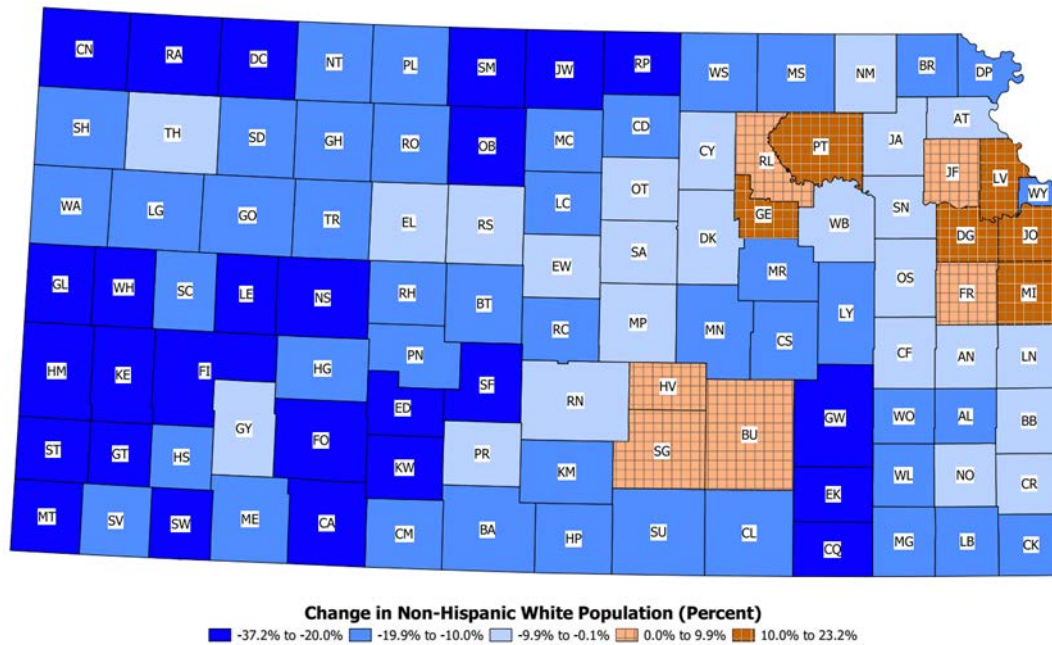 CN RA DC NT PL SM JW RP WS MS NM BR DP
SH TH SD GH RO OB MC CD CY RL PT JA AT JF LV WY
WA LG GO TR EL RS LC OT DK GE WB SN DG JO
GL WH SC LE NS RH BT EW SA MR OS FR MI
HM KE FI HG PN SF RC MP MN CS LY CF AN LN
ST GT HS GY FO ED RN HV GW WO AL BB
KW PR KM SG BU EK WL NO CR
MT SV SW ME CA CM BA HP SU CL CQ MG LB CK
Change in Non-Hispanic White Population (Percent)
-37.2% to -20.0% -19.9% to -10.0% -9.9% to -0.1% 0.0% to 9.9% 10.0% to 23.2%